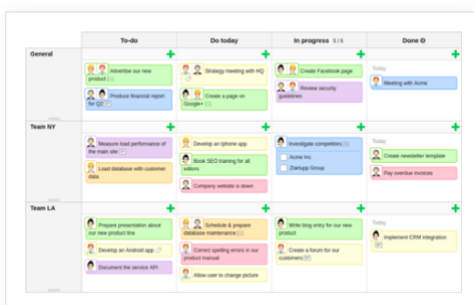 To-do
Do today
In progress 5 / 6
Done
General
Advertise our new
product
Produce financial report
for Q2
Strategy meeting with HQ
Create a page on
Google+
Create Facebook page
Review security
guidelines
Today
Meeting with Acme
Team NY
Measure load performance of
the main site
Load database with customer
data
Develop an Iphone app
Book SEO training for all
editors
Company website is down
Investigate competitors
Acme Inc.
Ztartupp Group
Today
Create newsletter template
Pay overdue invoices
Team LA
Prepare presentation about
our new product line
Develop an Android app
Document the service API
Schedule & prepare
database maintenance
Correct spelling errors in our
product manual
Allow user to change picture
Write blog entry for our new
product
Create a forum for our
customers
Today
Implement CRM integration